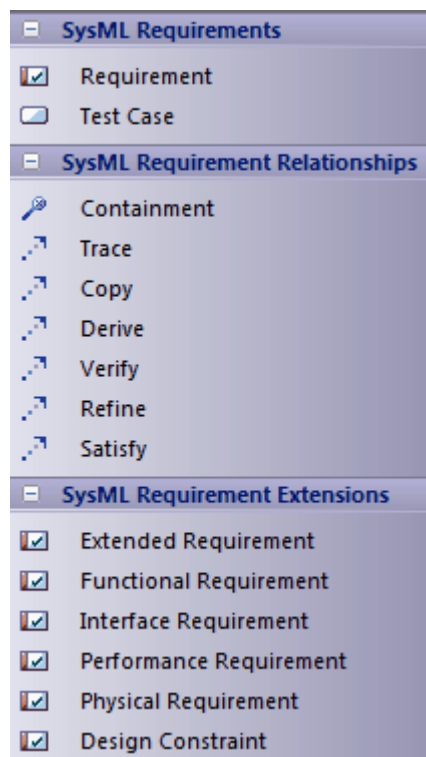 SysML Requirements
Requirement
Test Case
SysML Requirement Relationships
Containment
Trace
Copy
Derive
Verify
Refine
Satisfy
SysML Requirement Extensions
Extended Requirement
Functional Requirement
Interface Requirement
Performance Requirement
Physical Requirement
Design Constraint